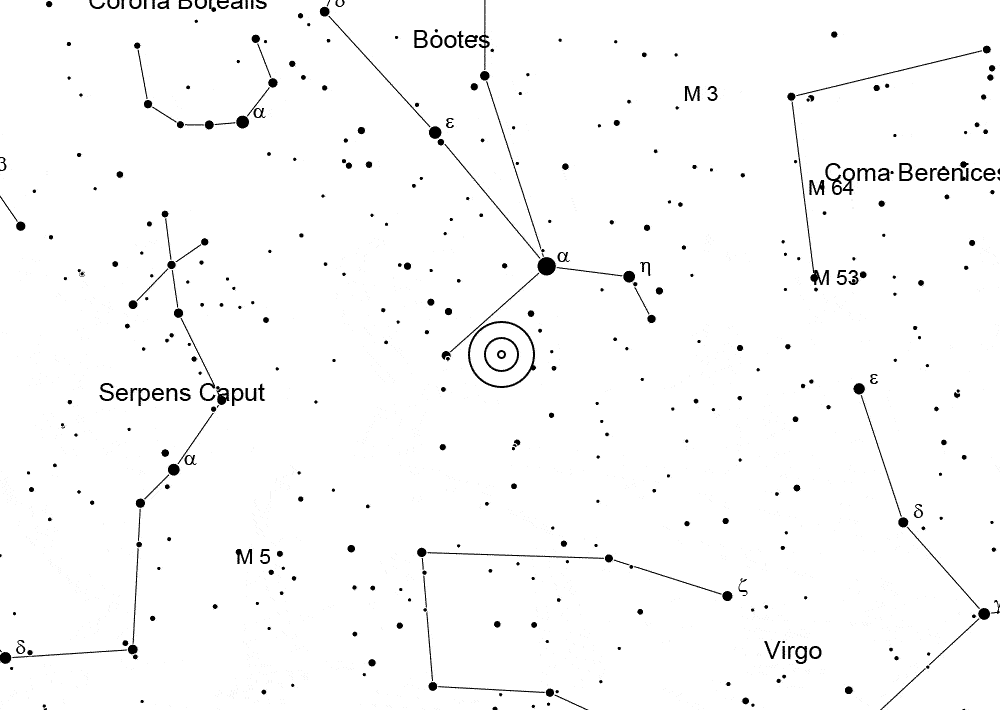 Corona Borealis
δ
Bootes
M 3
α
ε
β
Coma Berenices
M 64
α
η
M 53
ε
Serpens Caput
α
δ
M 5
ζ
γ
δ
Virgo